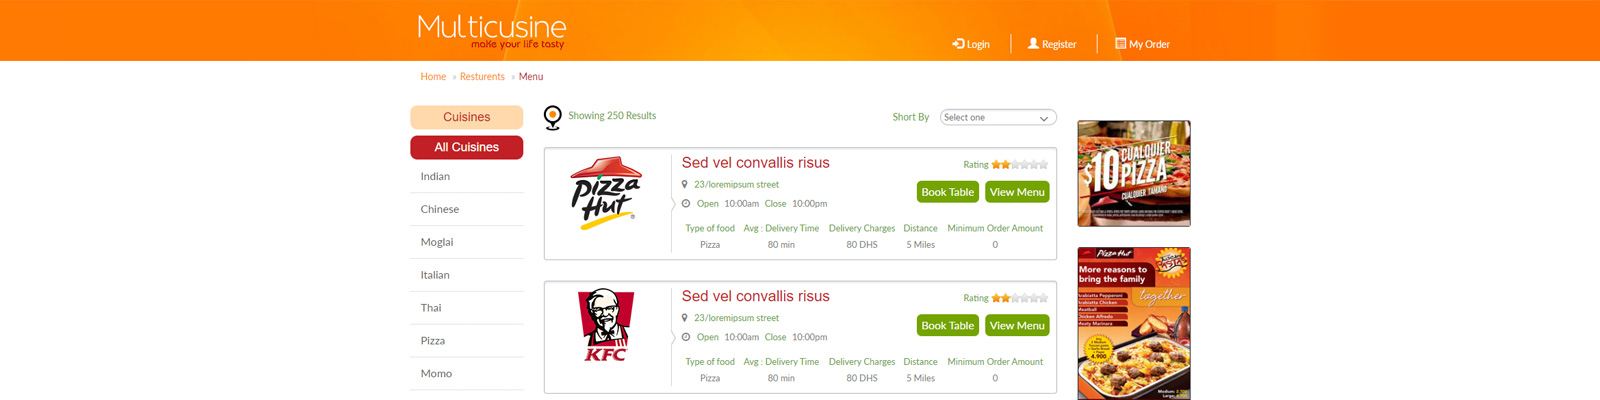 Multicusine
make your life tasty
Login
Register
My Order
Home » Resturents » Menu
Cuisines
All Cuisines
Indian
Chinese
Moglai
Italian
Thai
Pizza
Momo
Showing 250 Results
Short By
Select one
Pizza
Hut
Sed vel convallis risus
23/loremipsum street
Open 10:00am Close 10:00pm
Rating
Book Table
View Menu
Type of food Avg : Delivery Time Delivery Charges Distance Minimum Order Amount
Pizza 80 min 80 DHS 5 Miles 0
KFC
Sed vel convallis risus
23/loremipsum street
Open 10:00am Close 10:00pm
Rating
Book Table
View Menu
Type of food Avg : Delivery Time Delivery Charges Distance Minimum Order Amount
Pizza 80 min 80 DHS 5 Miles 0
$10 CUALQUIER
PIZZA
CUALQUIER TAMAÑO
Pizza Hut
More reasons to
bring the family
together
4.900